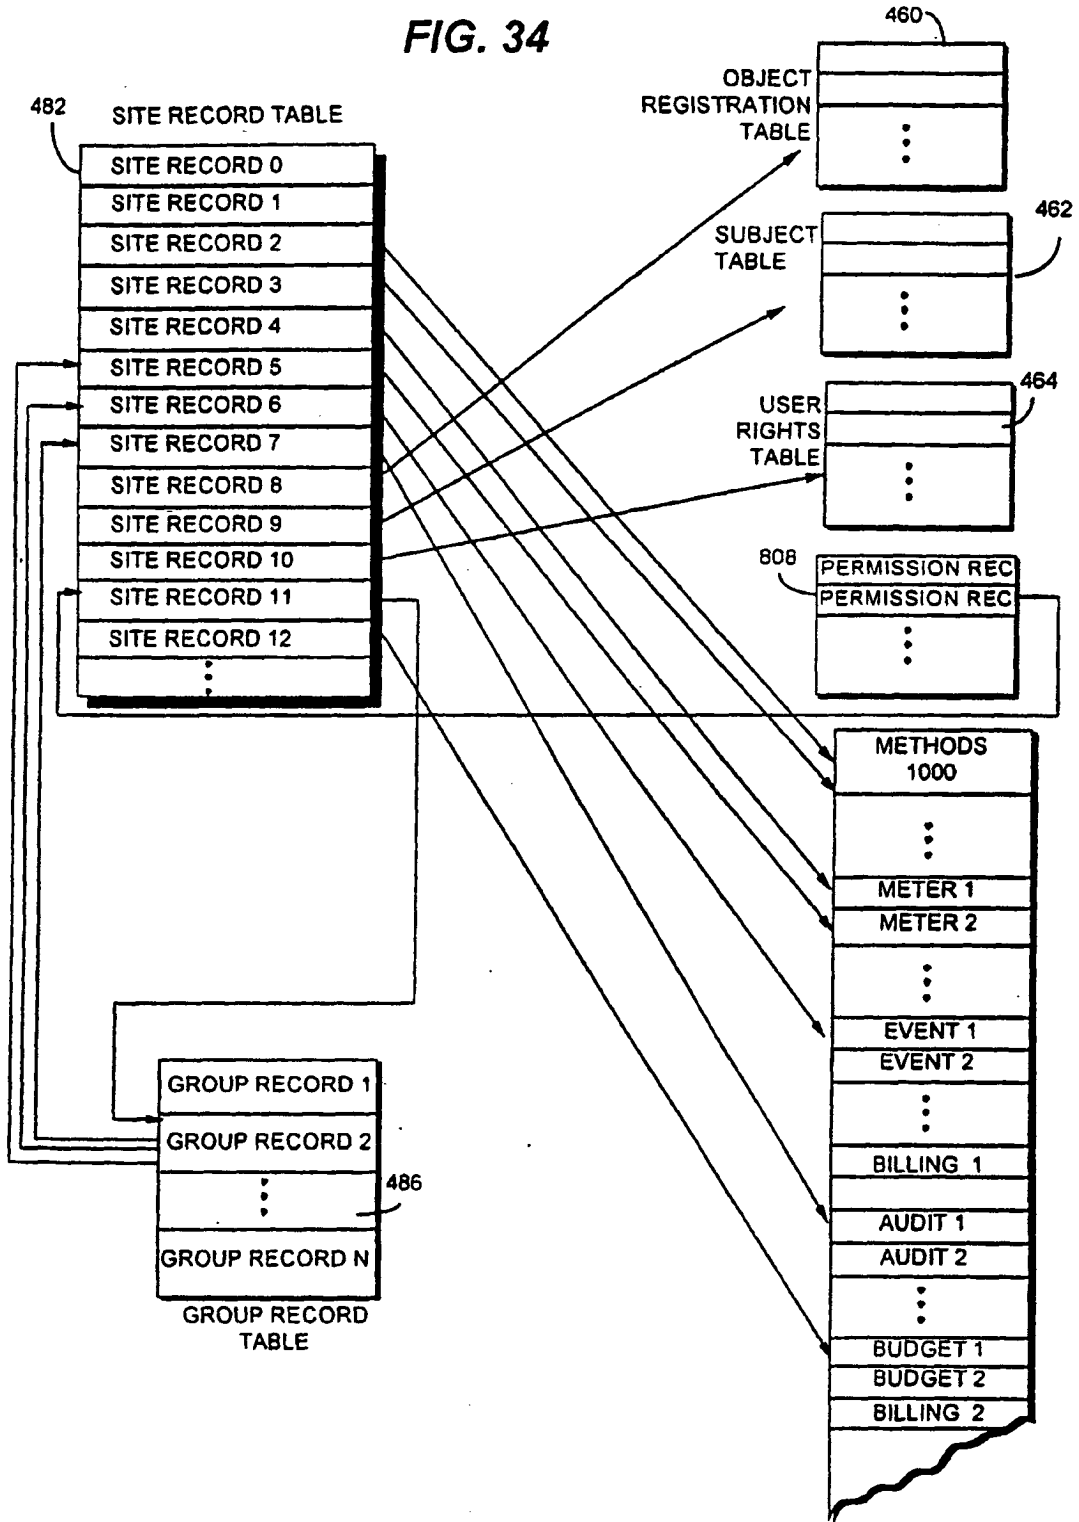 FIG. 34
460
OBJECT
REGISTRATION
TABLE
482
SITE RECORD TABLE
SITE RECORD 0
SITE RECORD 1
SITE RECORD 2
SITE RECORD 3
SITE RECORD 4
SITE RECORD 5
SITE RECORD 6
SITE RECORD 7
SITE RECORD 8
SITE RECORD 9
SITE RECORD 10
SITE RECORD 11
SITE RECORD 12
SUBJECT
TABLE
462
USER
RIGHTS
TABLE
464
808
PERMISSION REC
PERMISSION REC
METHODS
1000
METER 1
METER 2
EVENT 1
EVENT 2
BILLING 1
AUDIT 1
AUDIT 2
BUDGET 1
BUDGET 2
BILLING 2
GROUP RECORD 1
GROUP RECORD 2
486
GROUP RECORD N
GROUP RECORD
TABLE